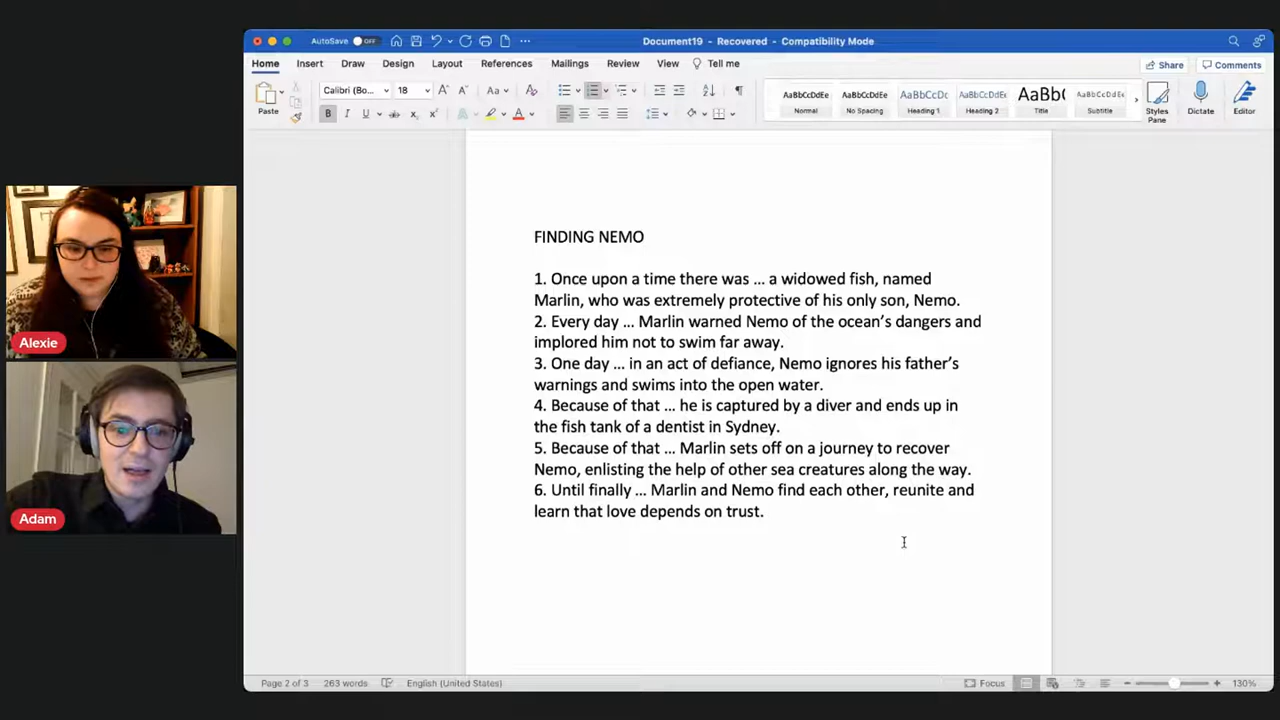 AutoSave OFF
Document19 - Recovered - Compatibility Mode
Home Insert Draw Design Layout References Mailings Review View Tell me
Share Comments
Paste
Calibri (Bo... 18
AaBbCcDdEe Normal
AaBbCcDdEe No Spacing
AaBbCcDc Heading 1
AaBbCcDdEe Heading 2
AaBb( Title
AaBbCcDdEe Subtitle
Styles Pane
Dictate
Editor
FINDING NEMO
1. Once upon a time there was ... a widowed fish, named
Marlin, who was extremely protective of his only son, Nemo.
2. Every day ... Marlin warned Nemo of the ocean’s dangers and
implored him not to swim far away.
3. One day ... in an act of defiance, Nemo ignores his father’s
warnings and swims into the open water.
4. Because of that ... he is captured by a diver and ends up in
the fish tank of a dentist in Sydney.
5. Because of that ... Marlin sets off on a journey to recover
Nemo, enlisting the help of other sea creatures along the way.
6. Until finally ... Marlin and Nemo find each other, reunite and
learn that love depends on trust.
Alexie
Adam
Page 2 of 3 263 words English (United States)
Focus 130%